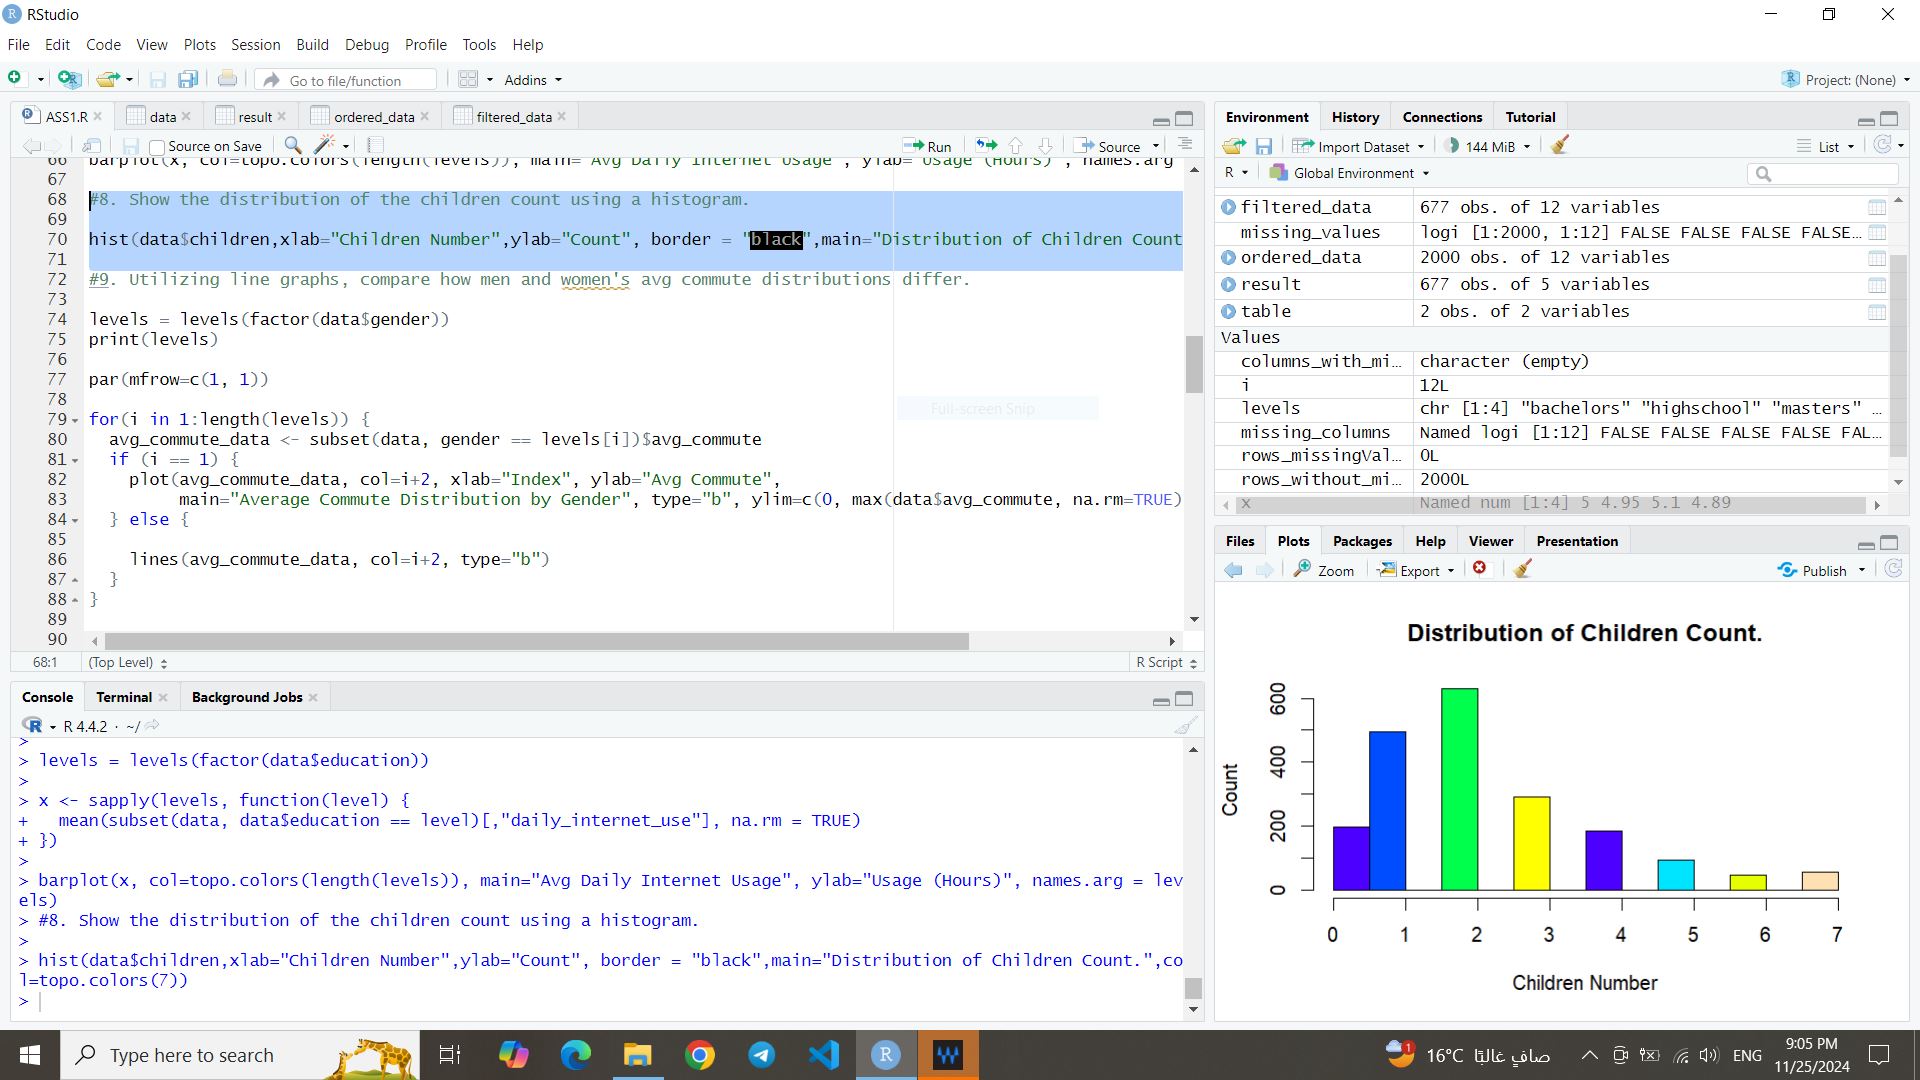 RStudio
File Edit Code View Plots Session Build Debug Profile Tools Help
Go to file/function Addins Project: (None)
ASS1.R data result ordered_data filtered_data
Source on Save Run Source
66 barplot(x, col=topo.colors(length(levels)), main="Avg Daily Internet Usage", ylab="Usage (Hours)", names.arg
67
68 #8. Show the distribution of the children count using a histogram.
69
70 hist(data$children,xlab="Children Number",ylab="Count", border = "black",main="Distribution of Children Count
71
72 #9. Utilizing line graphs, compare how men and women's avg commute distributions differ.
73
74 levels = levels(factor(data$gender))
75 print(levels)
76
77 par(mfrow=c(1, 1))
78
79 for(i in 1:length(levels)) {
80 avg_commute_data <- subset(data, gender == levels[i])$avg_commute
81 if (i == 1) {
82 plot(avg_commute_data, col=i+2, xlab="Index", ylab="Avg Commute",
83 main="Average Commute Distribution by Gender", type="b", ylim=c(0, max(data$avg_commute, na.rm=TRUE)
84 } else {
85
86 lines(avg_commute_data, col=i+2, type="b")
87 }
88 }
89
90
Full-screen Snip
68:1 (Top Level) R Script
Console Terminal Background Jobs
R 4.4.2 · ~/
>
> levels = levels(factor(data$education))
>
> x <- sapply(levels, function(level) {
+ mean(subset(data, data$education == level)[,"daily_internet_use"], na.rm = TRUE)
+ })
>
> barplot(x, col=topo.colors(length(levels)), main="Avg Daily Internet Usage", ylab="Usage (Hours)", names.arg = lev
els)
> #8. Show the distribution of the children count using a histogram.
>
> hist(data$children,xlab="Children Number",ylab="Count", border = "black",main="Distribution of Children Count.",co
l=topo.colors(7))
>
Environment History Connections Tutorial
Import Dataset 144 MiB List
R Global Environment
filtered_data 677 obs. of 12 variables
missing_values logi [1:2000, 1:12] FALSE FALSE FALSE FALSE…
ordered_data 2000 obs. of 12 variables
result 677 obs. of 5 variables
table 2 obs. of 2 variables
Values
columns_with_mi… character (empty)
i 12L
levels chr [1:4] "bachelors" "highschool" "masters" …
missing_columns Named logi [1:12] FALSE FALSE FALSE FALSE FAL…
rows_missingVal… 0L
rows_without_mi… 2000L
x Named num [1:4] 5 4.95 5.1 4.89
Files Plots Packages Help Viewer Presentation
Zoom Export Publish
Distribution of Children Count.
Count
600
400
200
0
0 1 2 3 4 5 6 7
Children Number
Type here to search
1 16°C صافٍ غالبًا ENG 9:05 PM
11/25/2024